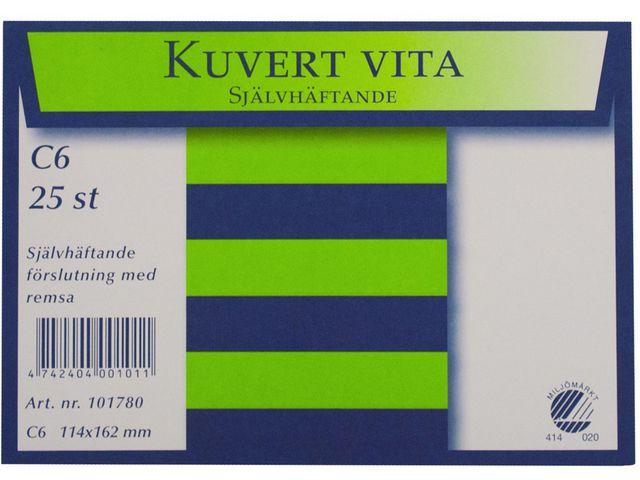 KUVERT VITA
SJÄLVHÄFTANDE
C6
25 st
Självhäftande
förslutning med
remsa
4 742404 001011
Art. nr. 101780
C6 114x162 mm
MILJÖMÄRKT
414 020